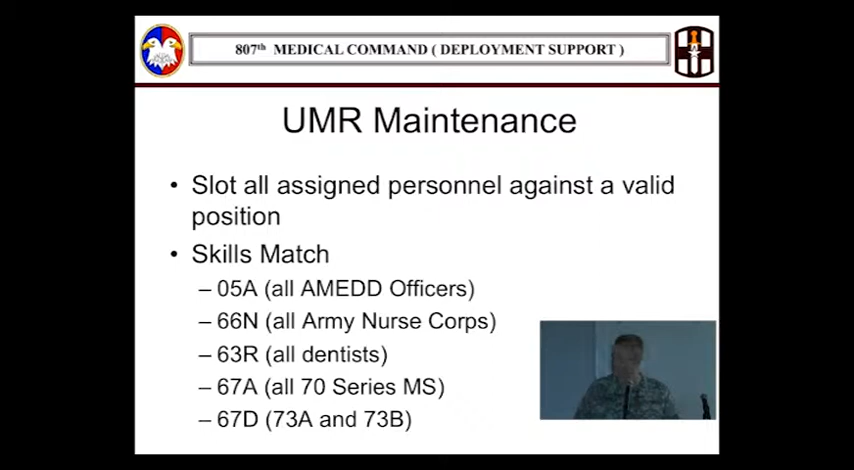 807th MEDICAL COMMAND ( DEPLOYMENT SUPPORT )
UMR Maintenance
• Slot all assigned personnel against a valid
position
• Skills Match
– 05A (all AMEDD Officers)
– 66N (all Army Nurse Corps)
– 63R (all dentists)
– 67A (all 70 Series MS)
– 67D (73A and 73B)